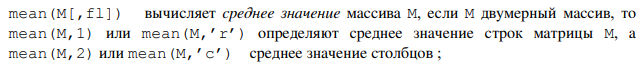 mean(M[,fl]) вычисляет среднее значение массива M, если M двумерный массив, то
mean(M,1) или mean(M,’r’) определяют среднее значение строк матрицы M, а
mean(M,2) или mean(M,’c’) среднее значение столбцов ;